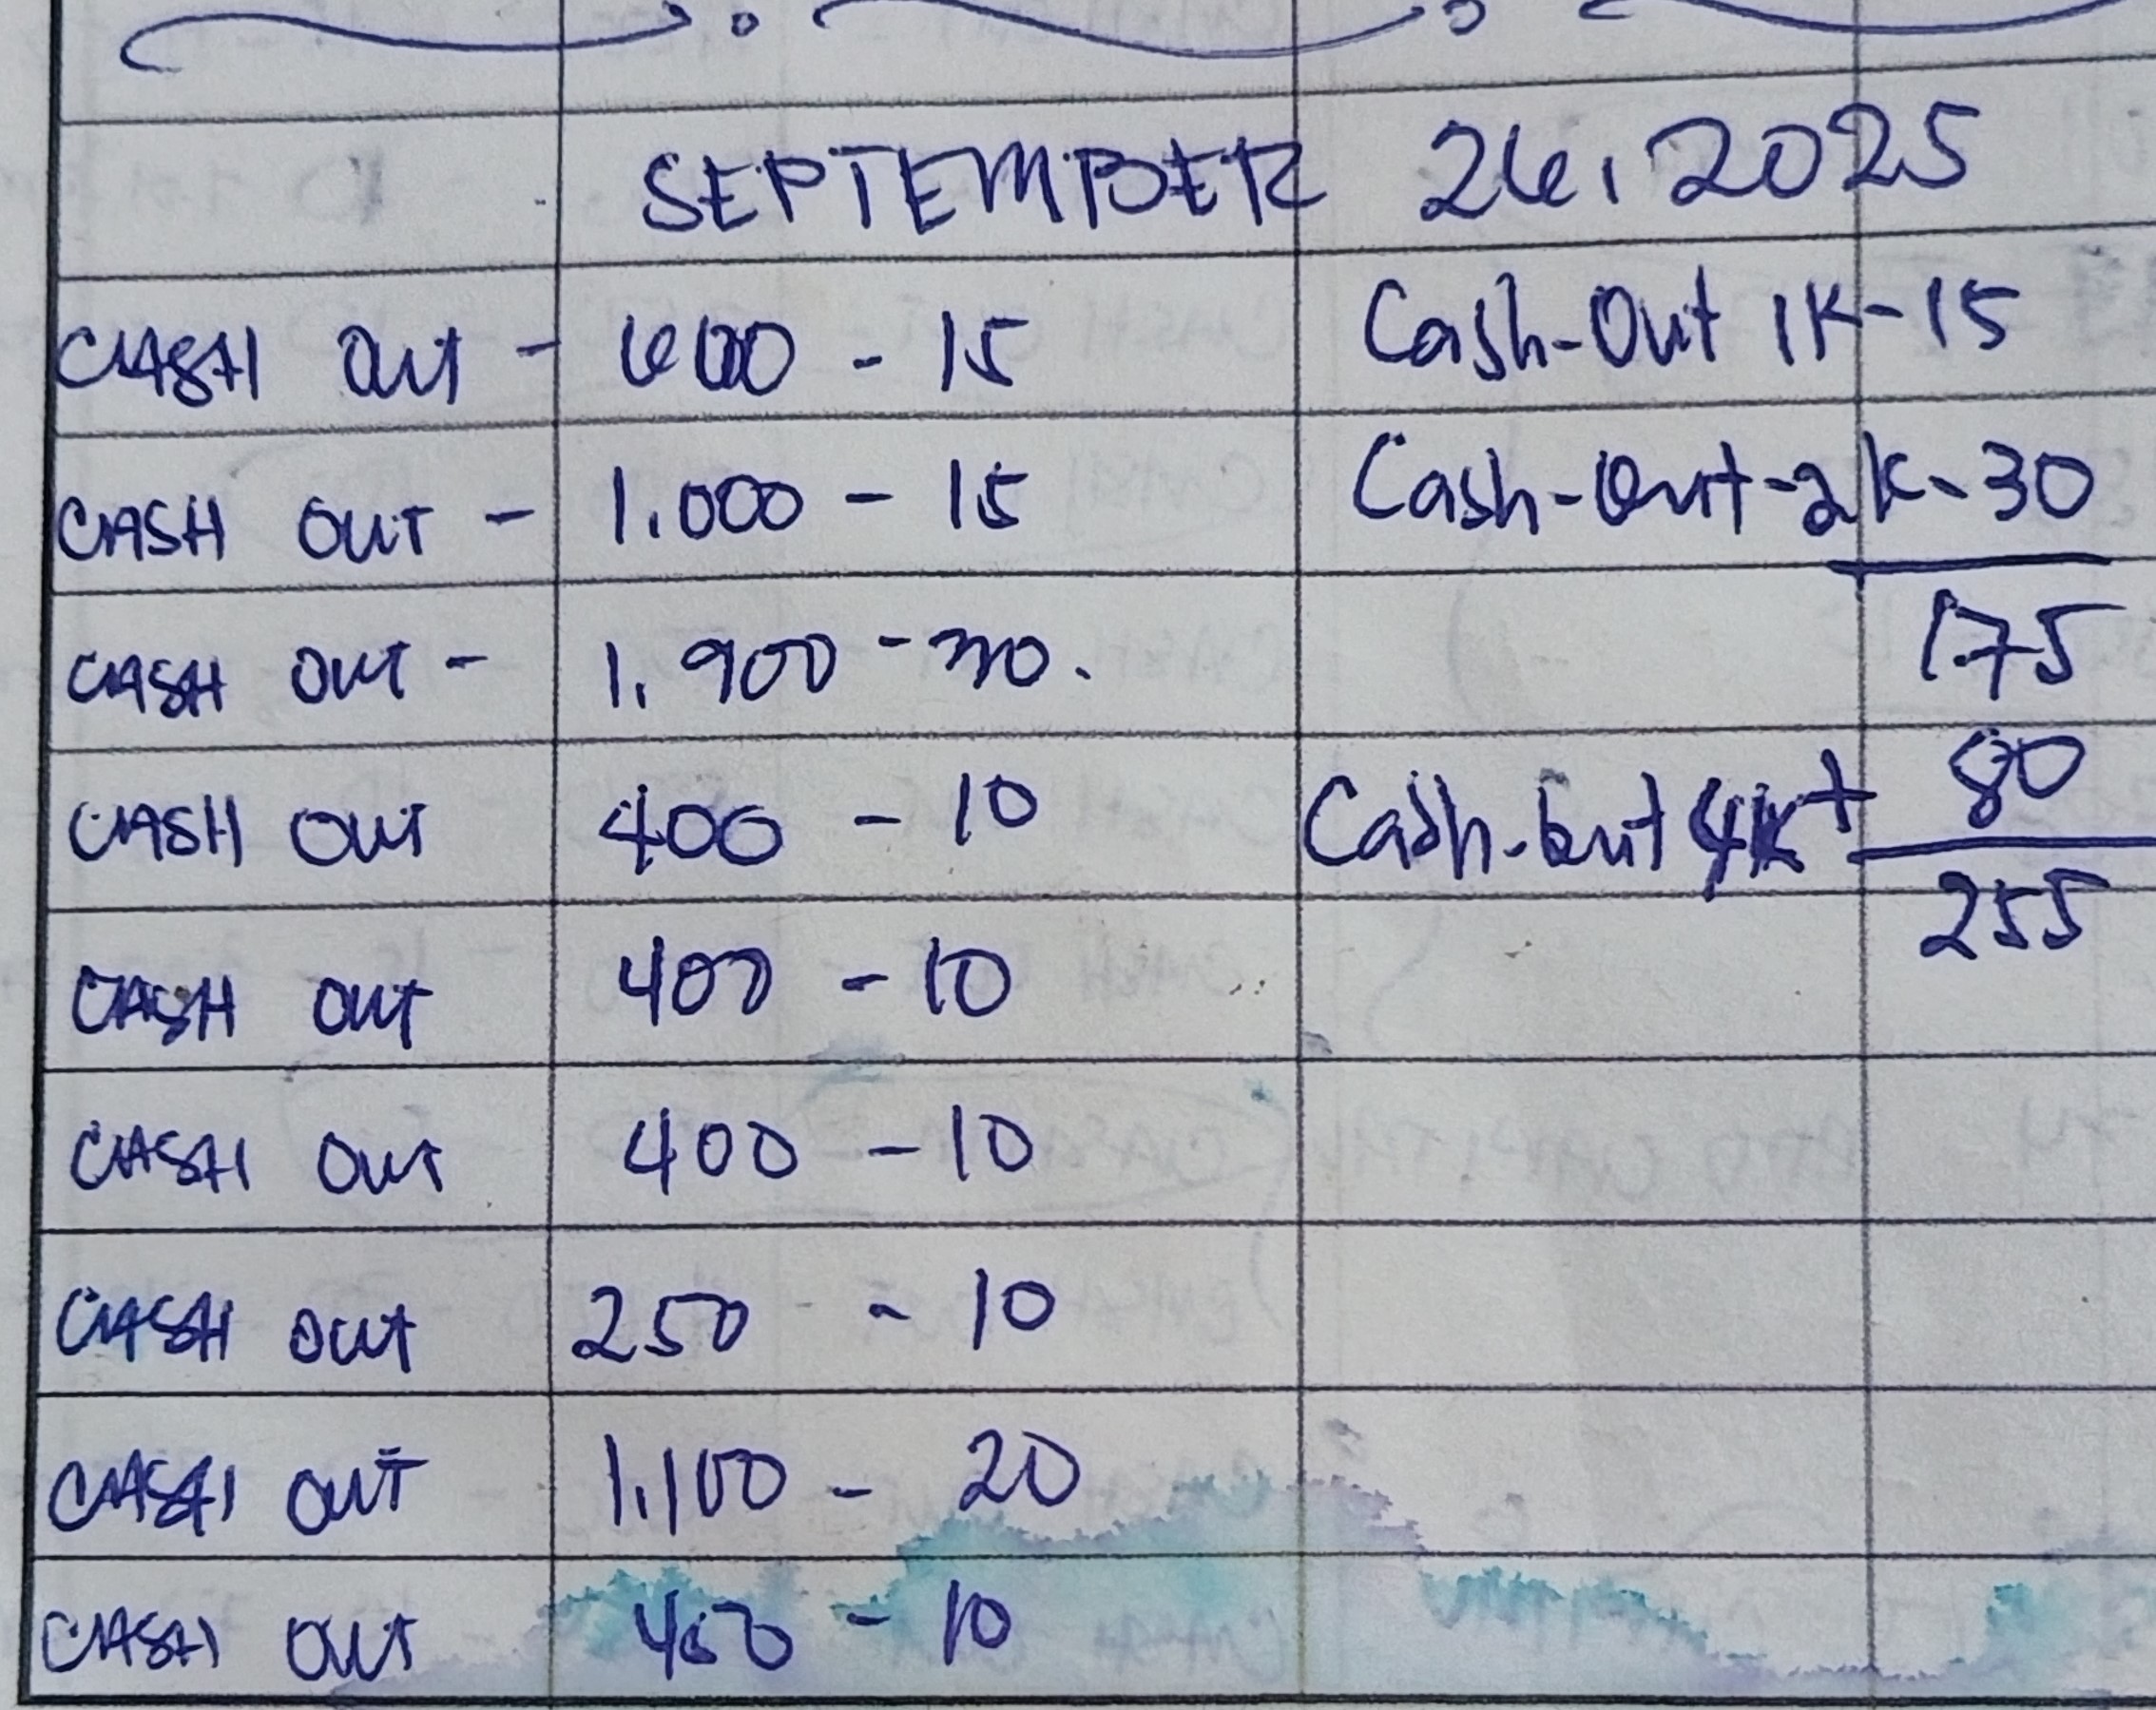 SEPTEMBER 26, 2025
CASH OUT - 600 - 15 Cash-Out 1K-15
CASH OUT - 1,000 - 15 Cash-Out-2K-30
CASH OUT - 1,900 - 30. 175
CASH OUT 400 - 10 Cash-Out 4K + 80
255
CASH OUT 400 - 10
CASH OUT 400 - 10
CASH OUT 250 - 10
CASH OUT 1,100 - 20
CASH OUT 400 - 10